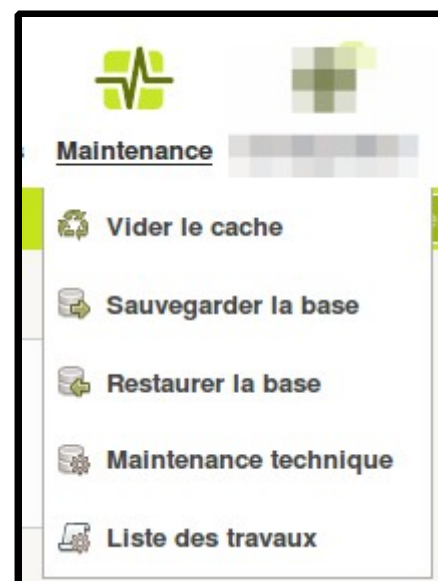 Maintenance
Vider le cache
Sauvegarder la base
Restaurer la base
Maintenance technique
Liste des travaux